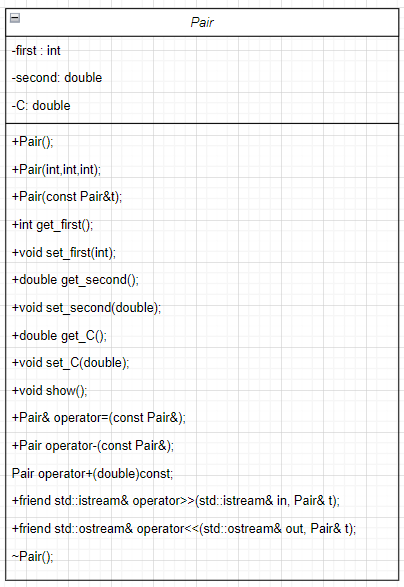 Pair
-first : int
-second: double
-C: double
+Pair();
+Pair(int,int,int);
+Pair(const Pair&t);
+int get_first();
+void set_first(int);
+double get_second();
+void set_second(double);
+double get_C();
+void set_C(double);
+void show();
+Pair& operator=(const Pair&);
+Pair operator-(const Pair&);
Pair operator+(double)const;
+friend std::istream& operator>>(std::istream& in, Pair& t);
+friend std::ostream& operator<<(std::ostream& out, Pair& t);
~Pair();